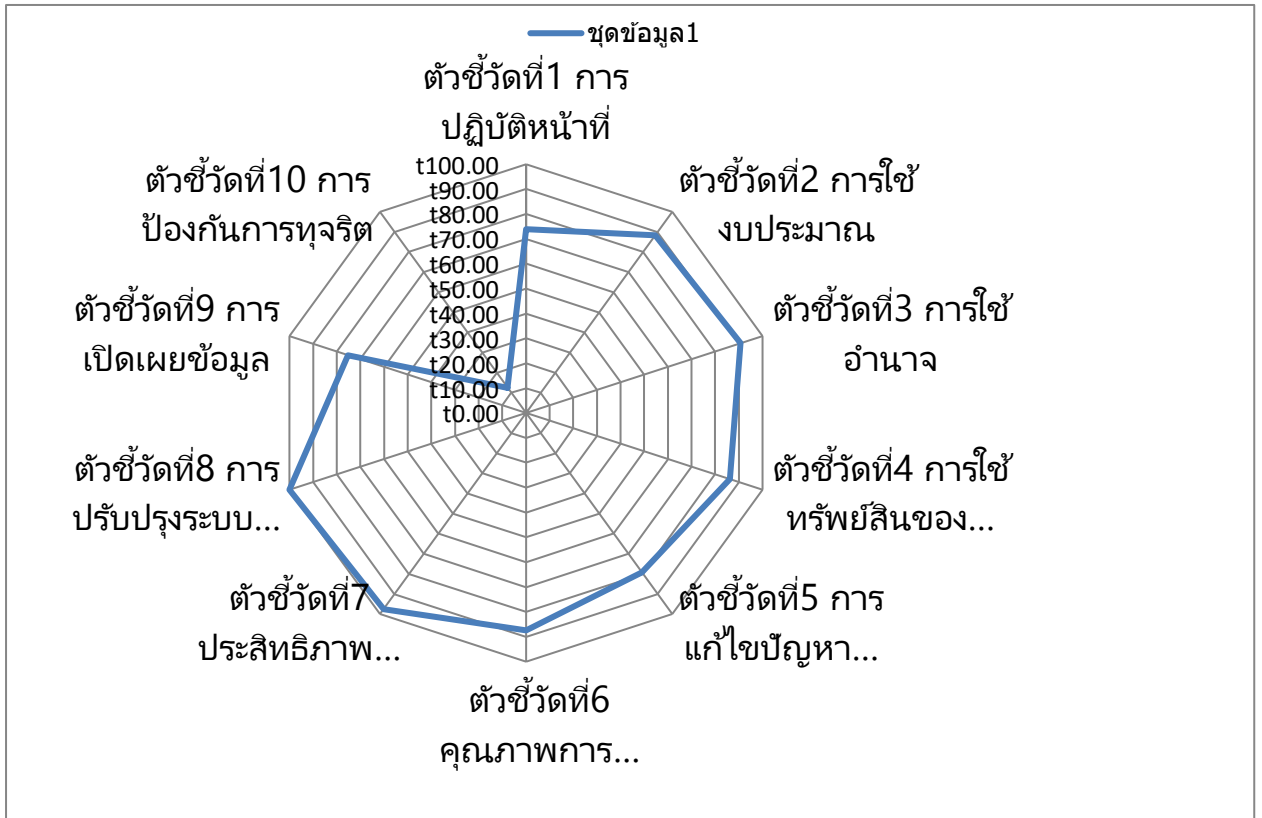 ชุดข้อมูล1
ตัวชี้วัดที่1 การ
ปฏิบัติหน้าที่
ตัวชี้วัดที่2 การใช้
งบประมาณ
ตัวชี้วัดที่3 การใช้
อำนาจ
ตัวชี้วัดที่4 การใช้
ทรัพย์สินของ...
ตัวชี้วัดที่5 การ
แก้ไขปัญหา...
ตัวชี้วัดที่6
คุณภาพการ...
ตัวชี้วัดที่7
ประสิทธิภาพ...
ตัวชี้วัดที่8 การ
ปรับปรุงระบบ...
ตัวชี้วัดที่9 การ
เปิดเผยข้อมูล
ตัวชี้วัดที่10 การ
ป้องกันการทุจริต
t100.00
t90.00
t80.00
t70.00
t60.00
t50.00
t40.00
t30.00
t20.00
t10.00
t0.00